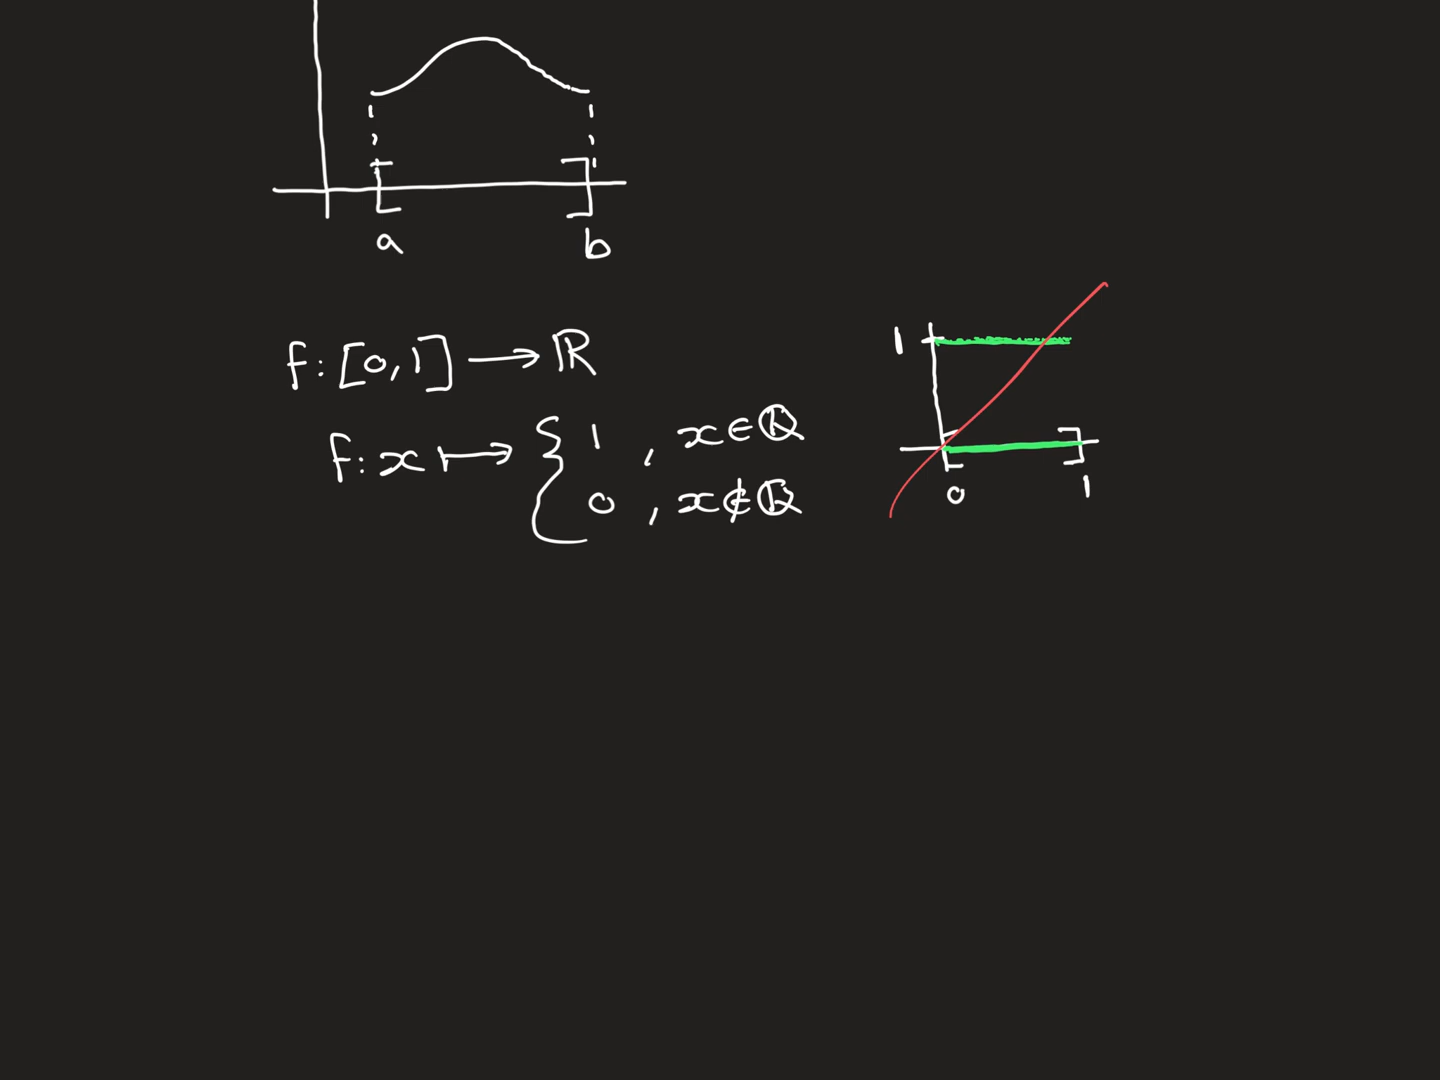 a b
f: [0,1] ⟶ ℝ
f: x ⟼ { 1 , x ∈ ℚ
0 , x ∉ ℚ
1
0 1